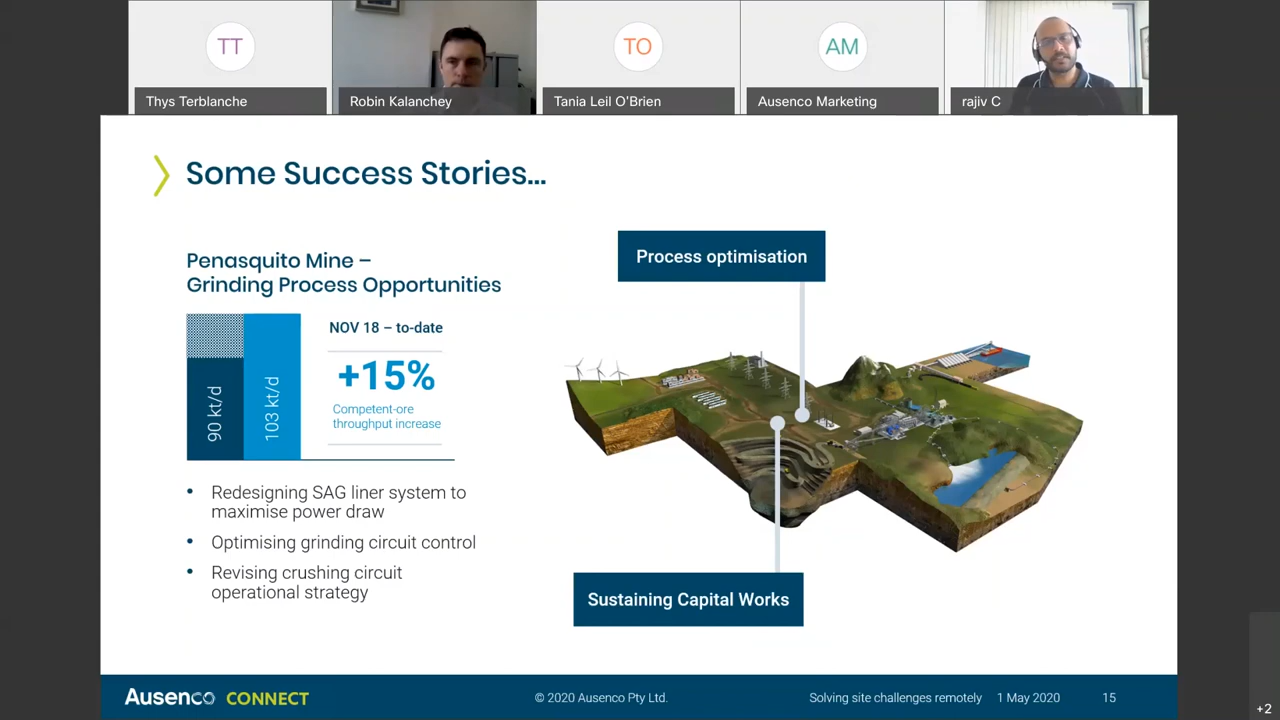 TT
TO
AM
Thys Terblanche
Robin Kalanchey
Tania Leil O'Brien
Ausenco Marketing
rajiv C
Some Success Stories...
Penasquito Mine –
Grinding Process Opportunities
90 kt/d
103 kt/d
NOV 18 – to-date
+15%
Competent-ore
throughput increase
• Redesigning SAG liner system to
maximise power draw
• Optimising grinding circuit control
• Revising crushing circuit
operational strategy
Process optimisation
Sustaining Capital Works
Ausenco CONNECT
© 2020 Ausenco Pty Ltd.
Solving site challenges remotely
1 May 2020
15
+2